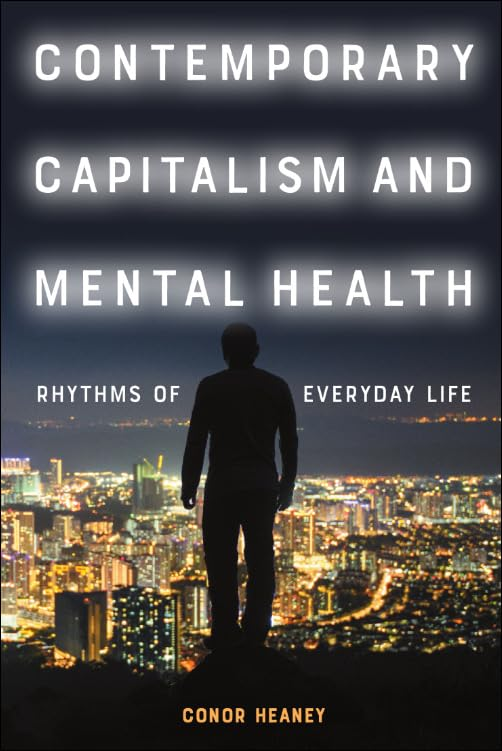 CONTEMPORARY
CAPITALISM AND
MENTAL HEALTH
RHYTHMS OF EVERYDAY LIFE
CONOR HEANEY